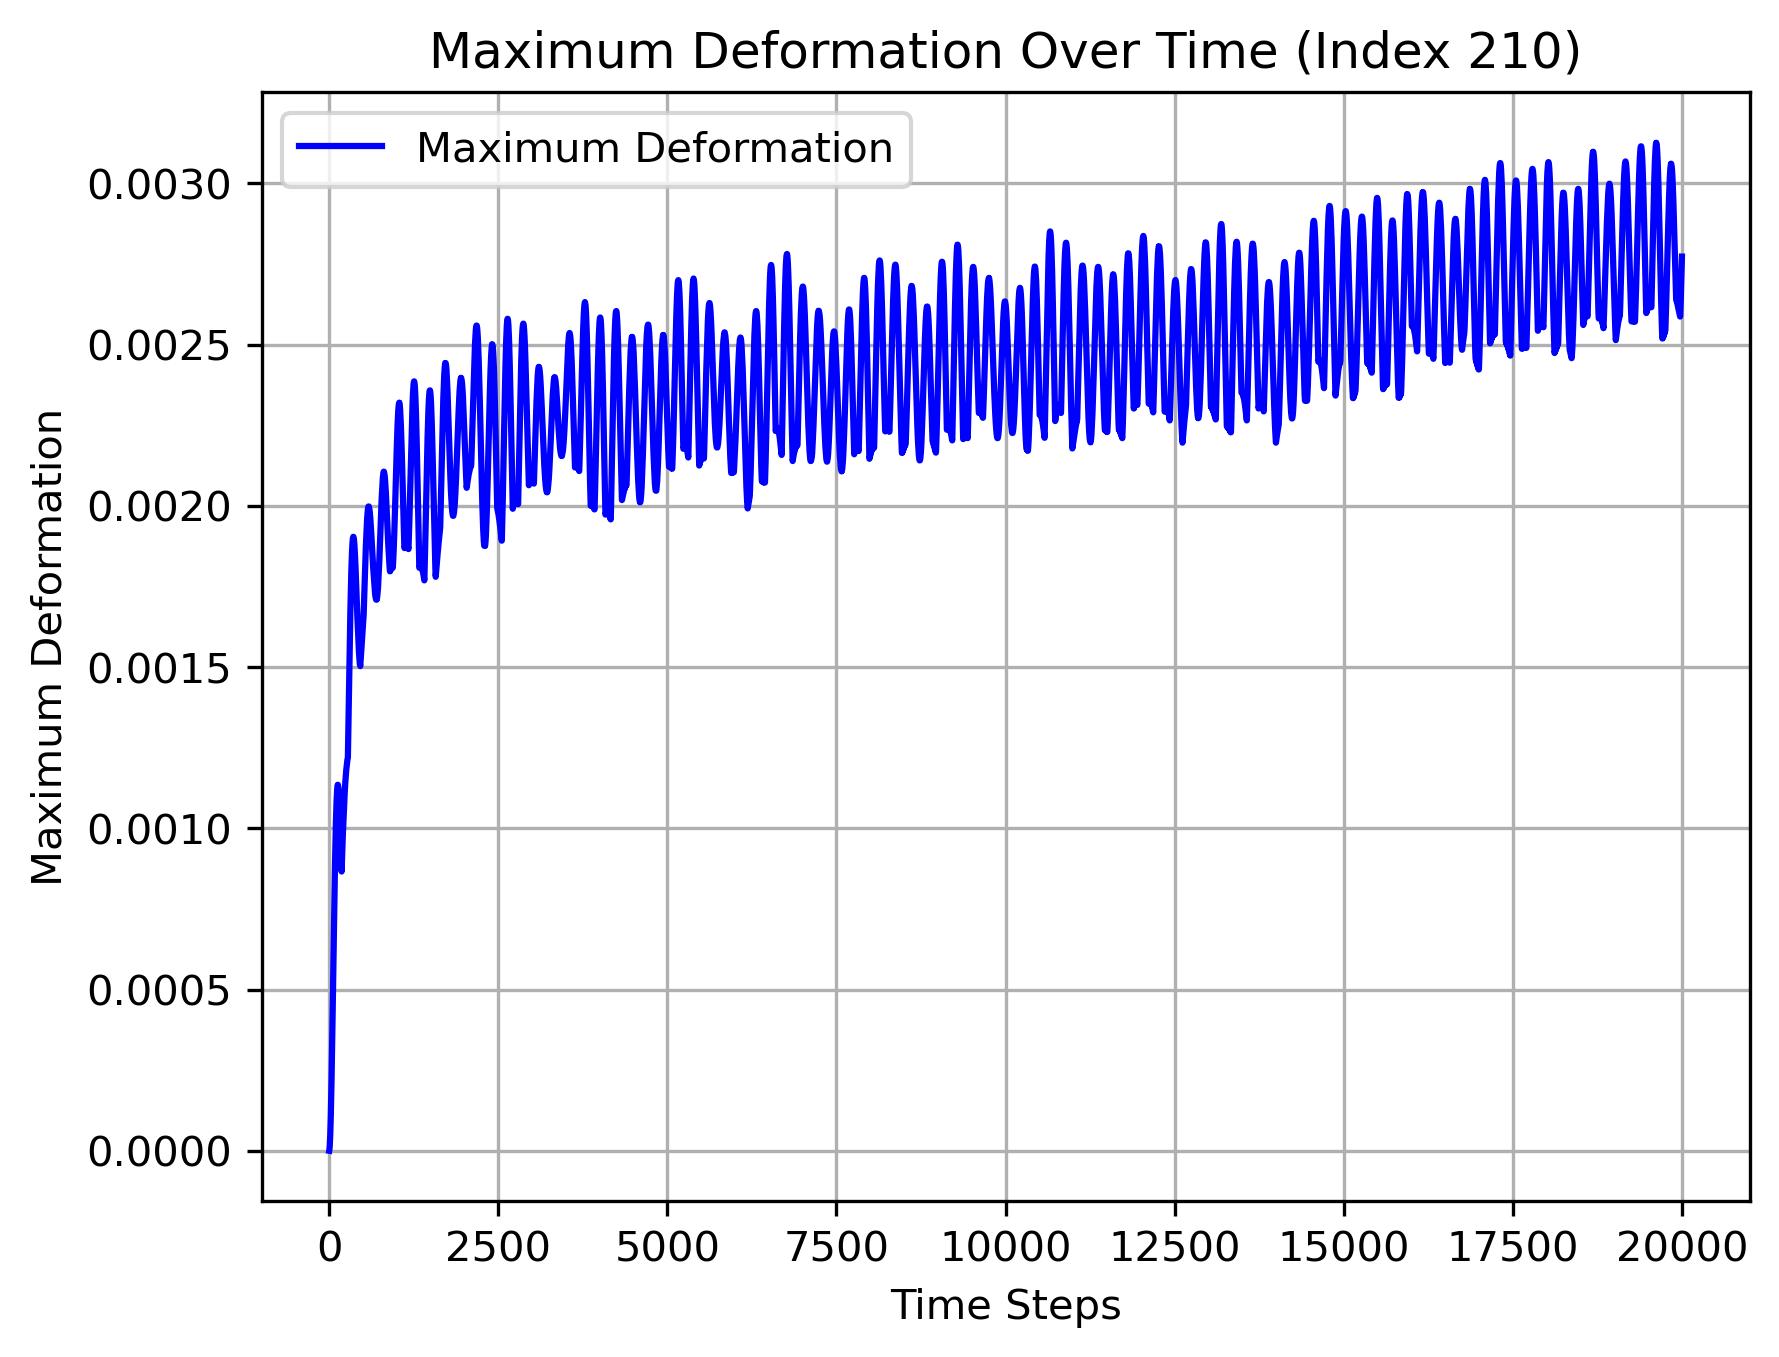 Maximum Deformation Over Time (Index 210)
Maximum Deformation
Maximum Deformation
0.0030
0.0025
0.0020
0.0015
0.0010
0.0005
0.0000
0 2500 5000 7500 10000 12500 15000 17500 20000
Time Steps